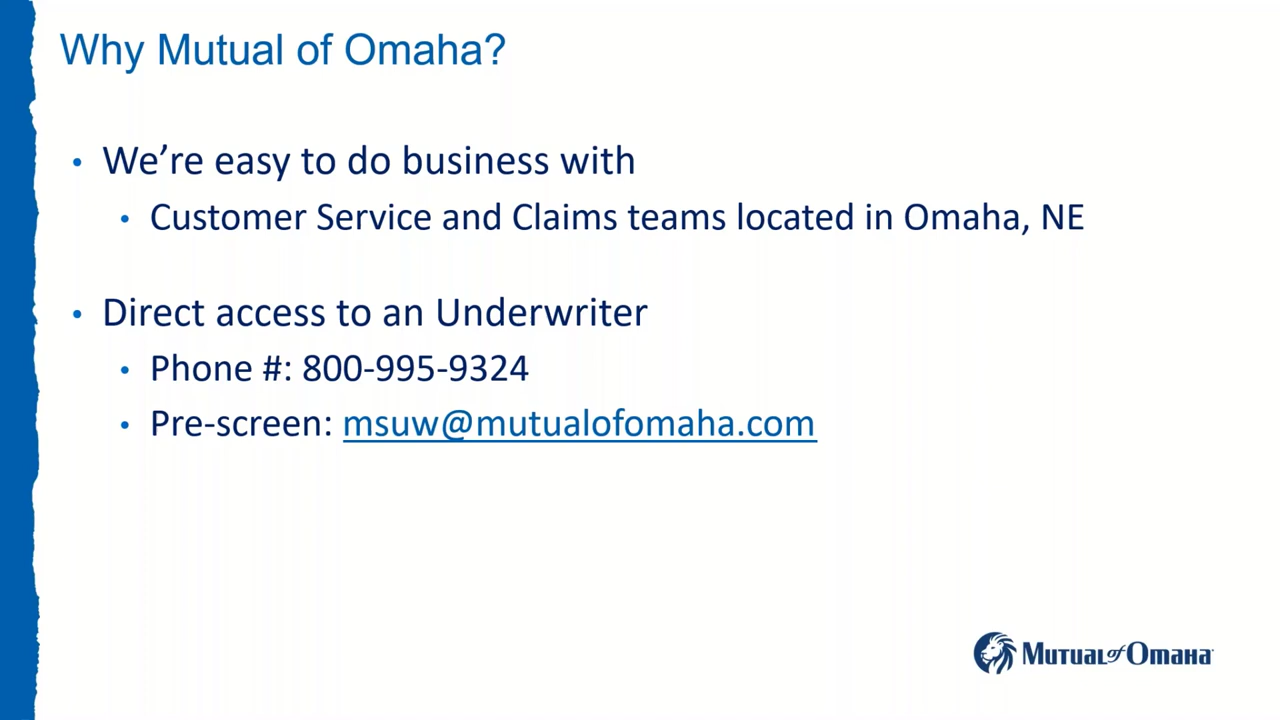 Why Mutual of Omaha?
• We're easy to do business with
• Customer Service and Claims teams located in Omaha, NE
• Direct access to an Underwriter
• Phone #: 800-995-9324
• Pre-screen: msuw@mutualofomaha.com
Mutual of Omaha